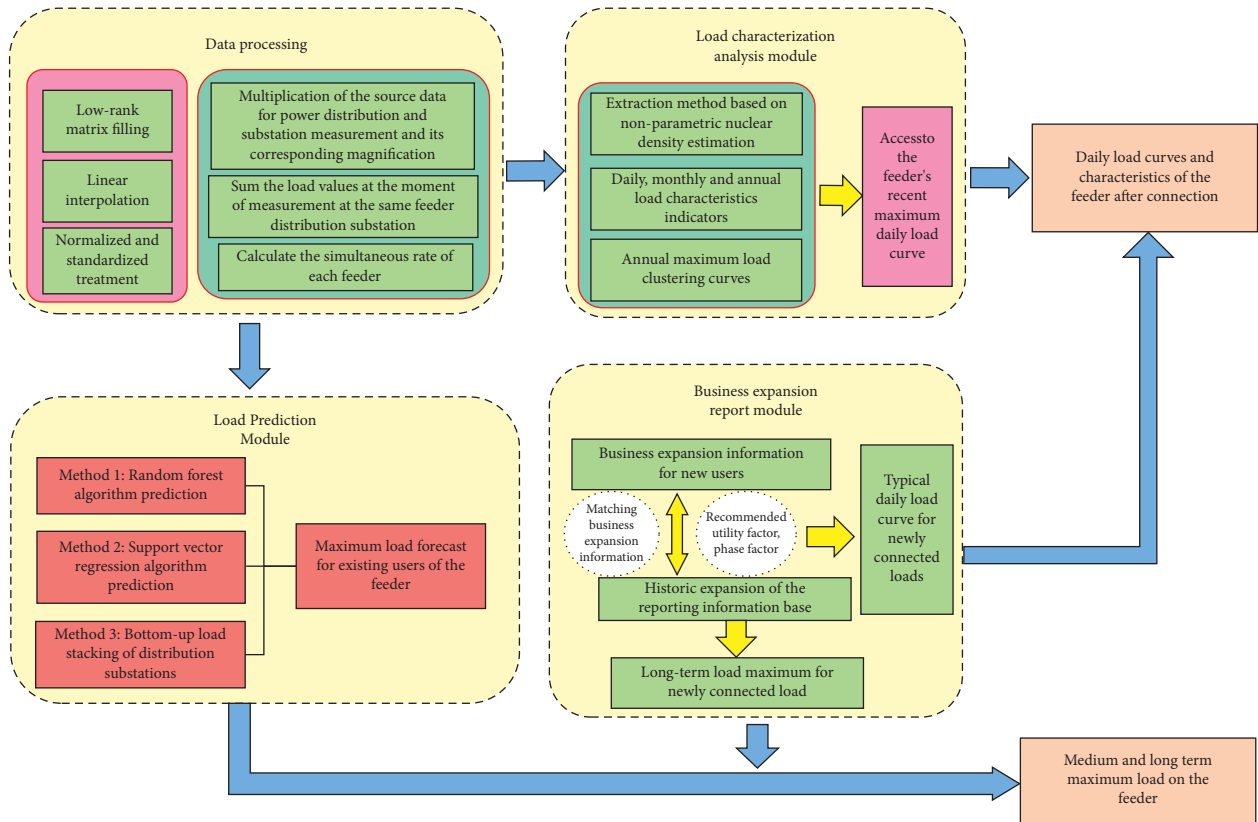 Data processing
Low-rank
matrix filling
Linear
interpolation
Normalized and
standardized
treatment
Multiplication of the source data
for power distribution and
substation measurement and its
corresponding magnification
Sum the load values at the moment
of measurement at the same feeder
distribution substation
Calculate the simultaneous rate of
each feeder
Load characterization
analysis module
Extraction method based on
non-parametric nuclear
density estimation
Daily, monthly and annual
load characteristics
indicators
Annual maximum load
clustering curves
Accessto
the
feeder's
recent
maximum
daily load
curve
Daily load curves and
characteristics of the
feeder after connection
Load Prediction
Module
Method 1: Random forest
algorithm prediction
Method 2: Support vector
regression algorithm
prediction
Method 3: Bottom-up load
stacking of distribution
substations
Maximum load forecast
for existing users of the
feeder
Business expansion
report module
Business expansion information
for new users
Matching
business
expansion
information
Recommended
utility factor,
phase factor
Historic expansion of the
reporting information base
Long-term load maximum for
newly connected load
Typical
daily load
curve for
newly
connected
loads
Medium and long term
maximum load on the
feeder